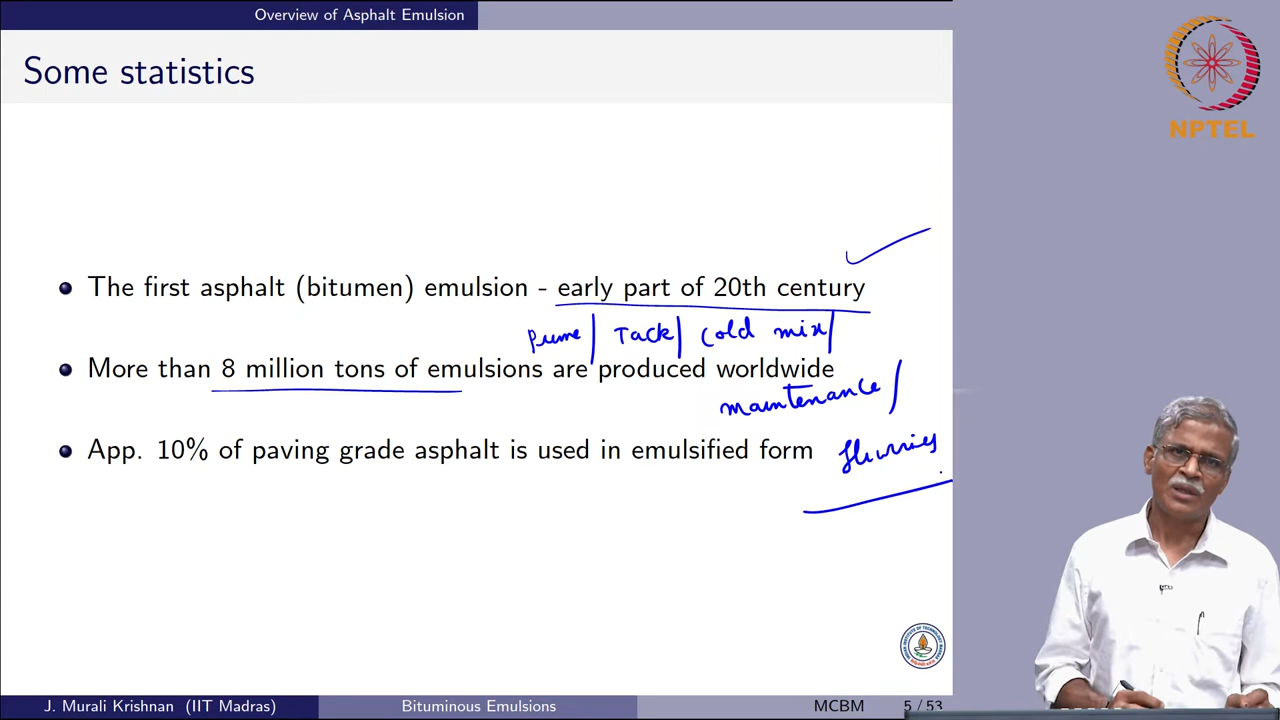 Overview of Asphalt Emulsion
Some statistics
NPTEL
The first asphalt (bitumen) emulsion - early part of 20th century
Prime | Tack | Cold mix |
More than 8 million tons of emulsions are produced worldwide
maintenance /
App. 10% of paving grade asphalt is used in emulsified form
slurries
J. Murali Krishnan (IIT Madras) Bituminous Emulsions MCBM 5 / 53